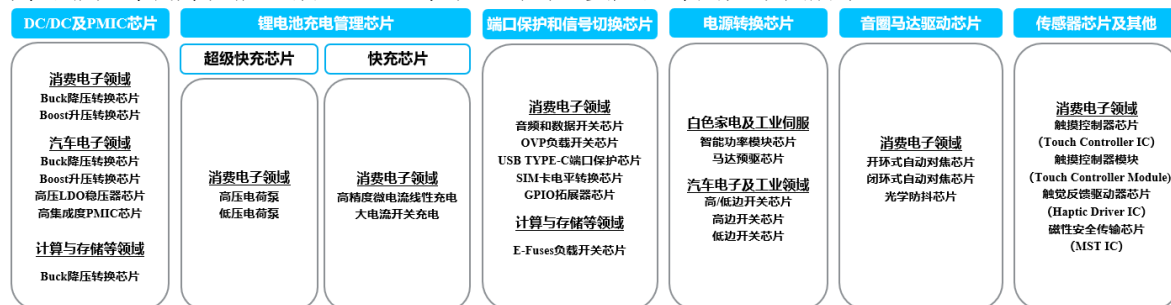 DC/DC及PMIC芯片
消费电子领域
Buck降压转换芯片
Boost升压转换芯片
汽车电子领域
Buck降压转换芯片
Boost升压转换芯片
高压LDO稳压器芯片
高集成度PMIC芯片
计算与存储等领域
Buck降压转换芯片
锂电池充电管理芯片
超级快充芯片
消费电子领域
高压电荷泵
低压电荷泵
快充芯片
消费电子领域
高精度微电流线性充电
大电流开关充电
端口保护和信号切换芯片
消费电子领域
音频和数据开关芯片
OVP负载开关芯片
USB TYPE-C端口保护芯片
SIM卡电平转换芯片
GPIO拓展器芯片
计算与存储等领域
E-Fuses负载开关芯片
电源转换芯片
白色家电及工业伺服
智能功率模块芯片
马达预驱芯片
汽车电子及工业领域
高/低边开关芯片
高边开关芯片
低边开关芯片
音圈马达驱动芯片
消费电子领域
开环式自动对焦芯片
闭环式自动对焦芯片
光学防抖芯片
传感器芯片及其他
消费电子领域
触摸控制器芯片
(Touch Controller IC)
触摸控制器模块
(Touch Controller Module)
触觉反馈驱动器芯片
(Haptic Driver IC)
磁性安全传输芯片
(MST IC)